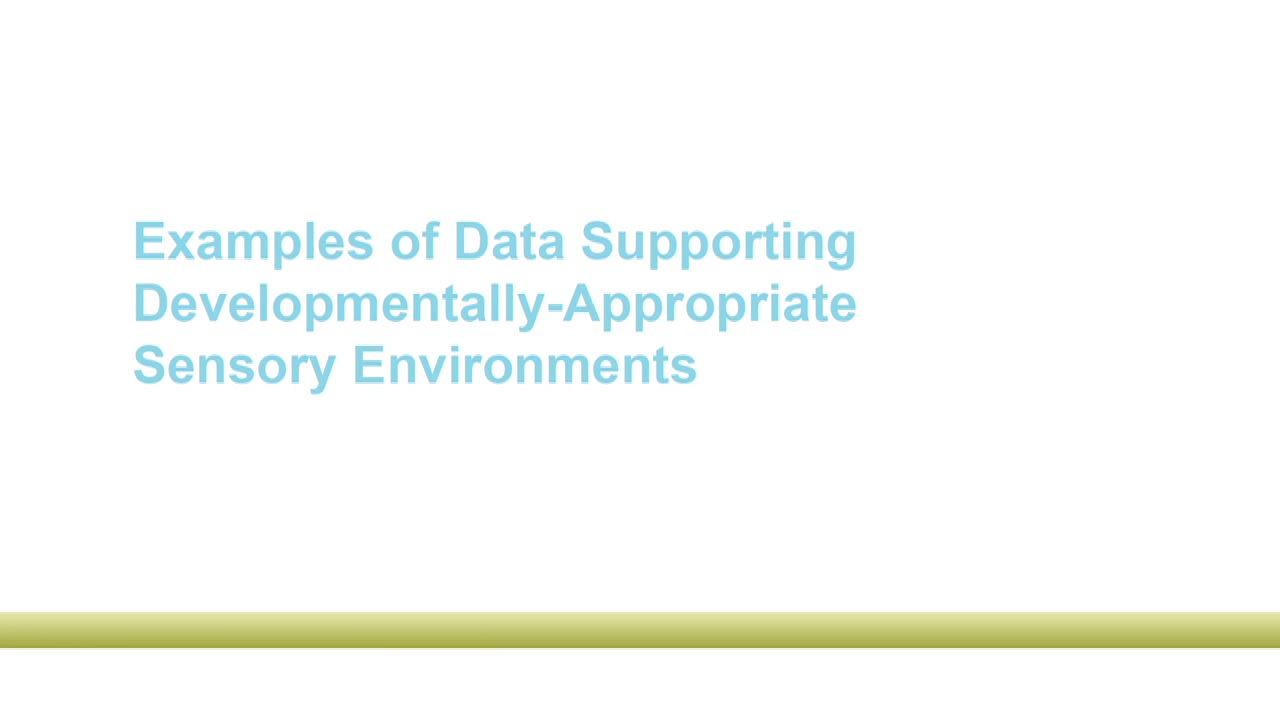 Examples of Data Supporting
Developmentally-Appropriate
Sensory Environments